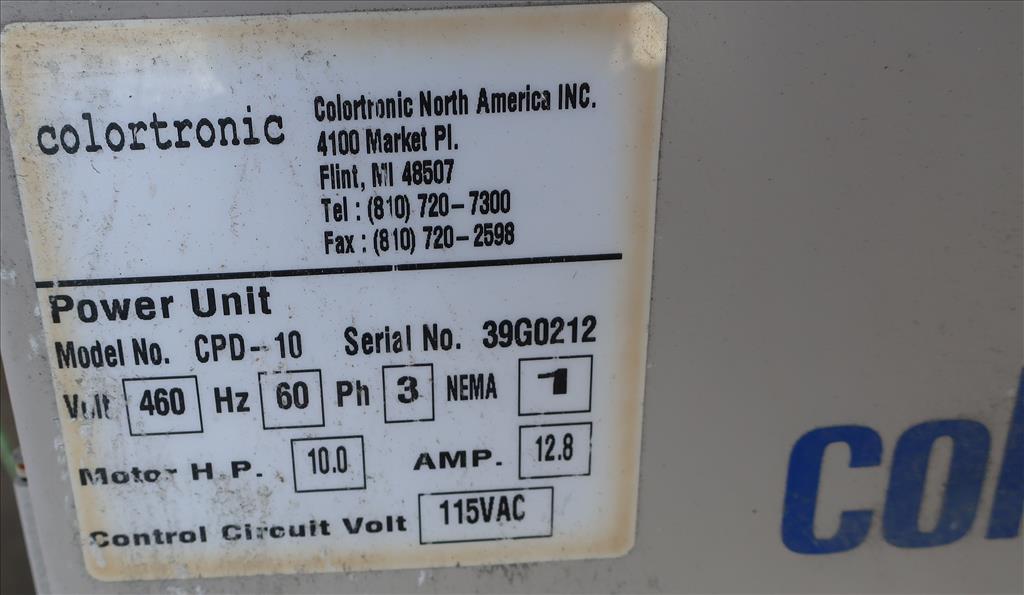 colortronic
Colortronic North America INC.
4100 Market Pl.
Flint, MI 48507
Tel : (810) 720-7300
Fax : (810) 720-2598
Power Unit
Model No. CPD-10 Serial No. 39G0212
Volt 460 Hz 60 Ph 3 NEMA 1
Motor H.P. 10.0 AMP. 12.8
Control Circuit Volt 115VAC
col